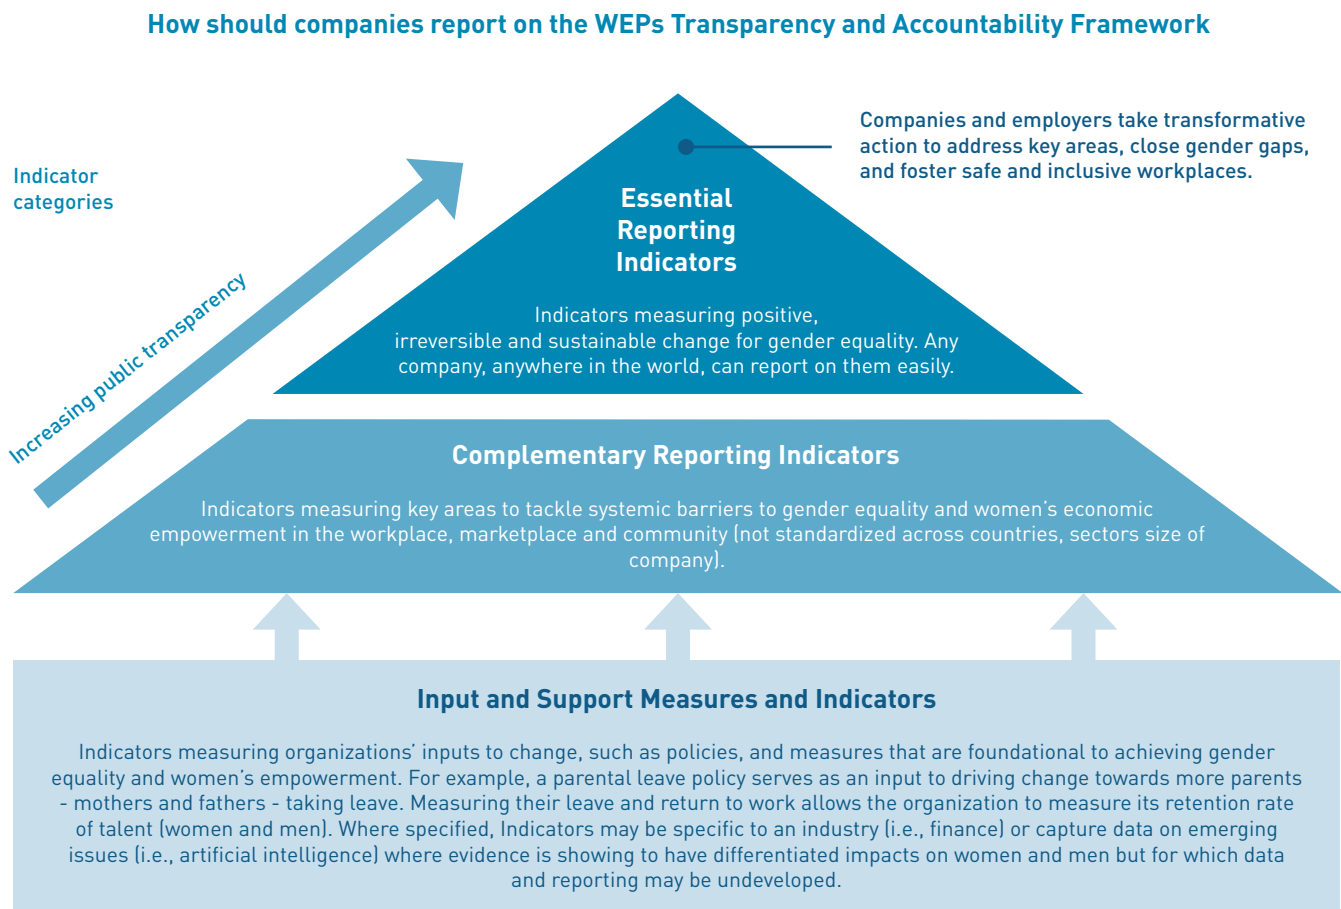 How should companies report on the WEPs Transparency and Accountability Framework
Companies and employers take transformative
action to address key areas, close gender gaps,
and foster safe and inclusive workplaces.
Indicator
categories
Increasing public transparency
Essential
Reporting
Indicators
Indicators measuring positive,
irreversible and sustainable change for gender equality. Any
company, anywhere in the world, can report on them easily.
Complementary Reporting Indicators
Indicators measuring key areas to tackle systemic barriers to gender equality and women’s economic
empowerment in the workplace, marketplace and community (not standardized across countries, sectors size of
company).
Input and Support Measures and Indicators
Indicators measuring organizations’ inputs to change, such as policies, and measures that are foundational to achieving gender
equality and women’s empowerment. For example, a parental leave policy serves as an input to driving change towards more parents
- mothers and fathers - taking leave. Measuring their leave and return to work allows the organization to measure its retention rate
of talent (women and men). Where specified, Indicators may be specific to an industry (i.e., finance) or capture data on emerging
issues (i.e., artificial intelligence) where evidence is showing to have differentiated impacts on women and men but for which data
and reporting may be undeveloped.